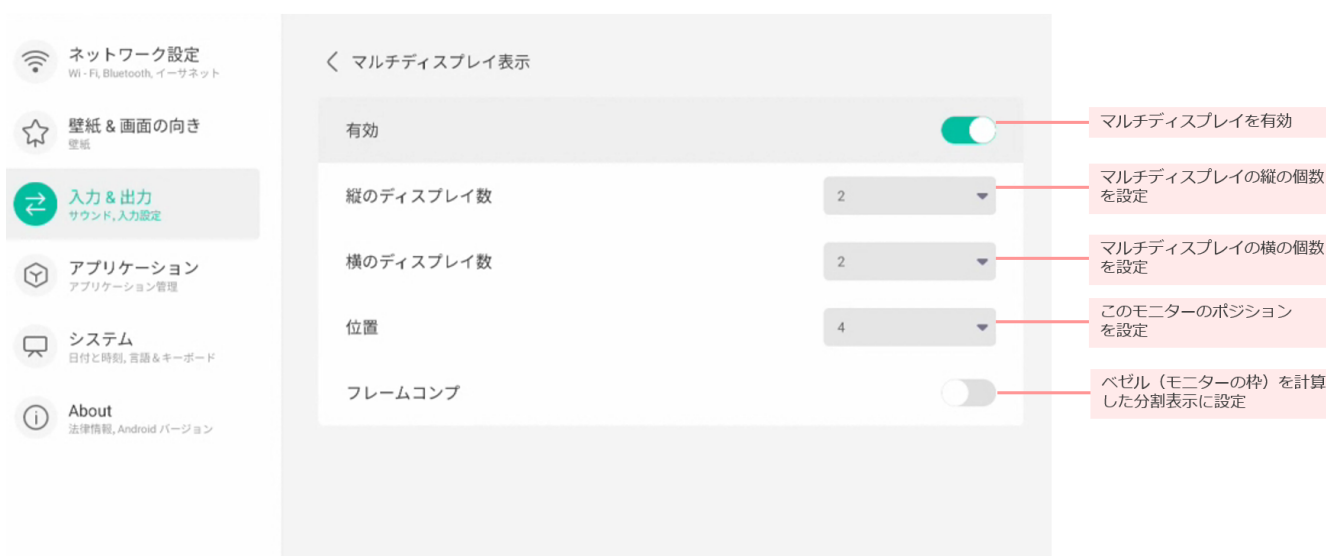 ネットワーク設定
Wi - Fi, Bluetooth, イーサネット
壁紙 & 画面の向き
壁紙
入力 & 出力
サウンド, 入力設定
アプリケーション
アプリケーション管理
システム
日付と時刻, 言語 & キーボード
About
法律情報, Android バージョン
マルチディスプレイ表示
有効
マルチディスプレイを有効
縦のディスプレイ数
2
マルチディスプレイの縦の個数
を設定
横のディスプレイ数
2
マルチディスプレイの横の個数
を設定
位置
4
このモニターのポジション
を設定
フレームコンプ
ベゼル（モニターの枠）を計算
した分割表示に設定